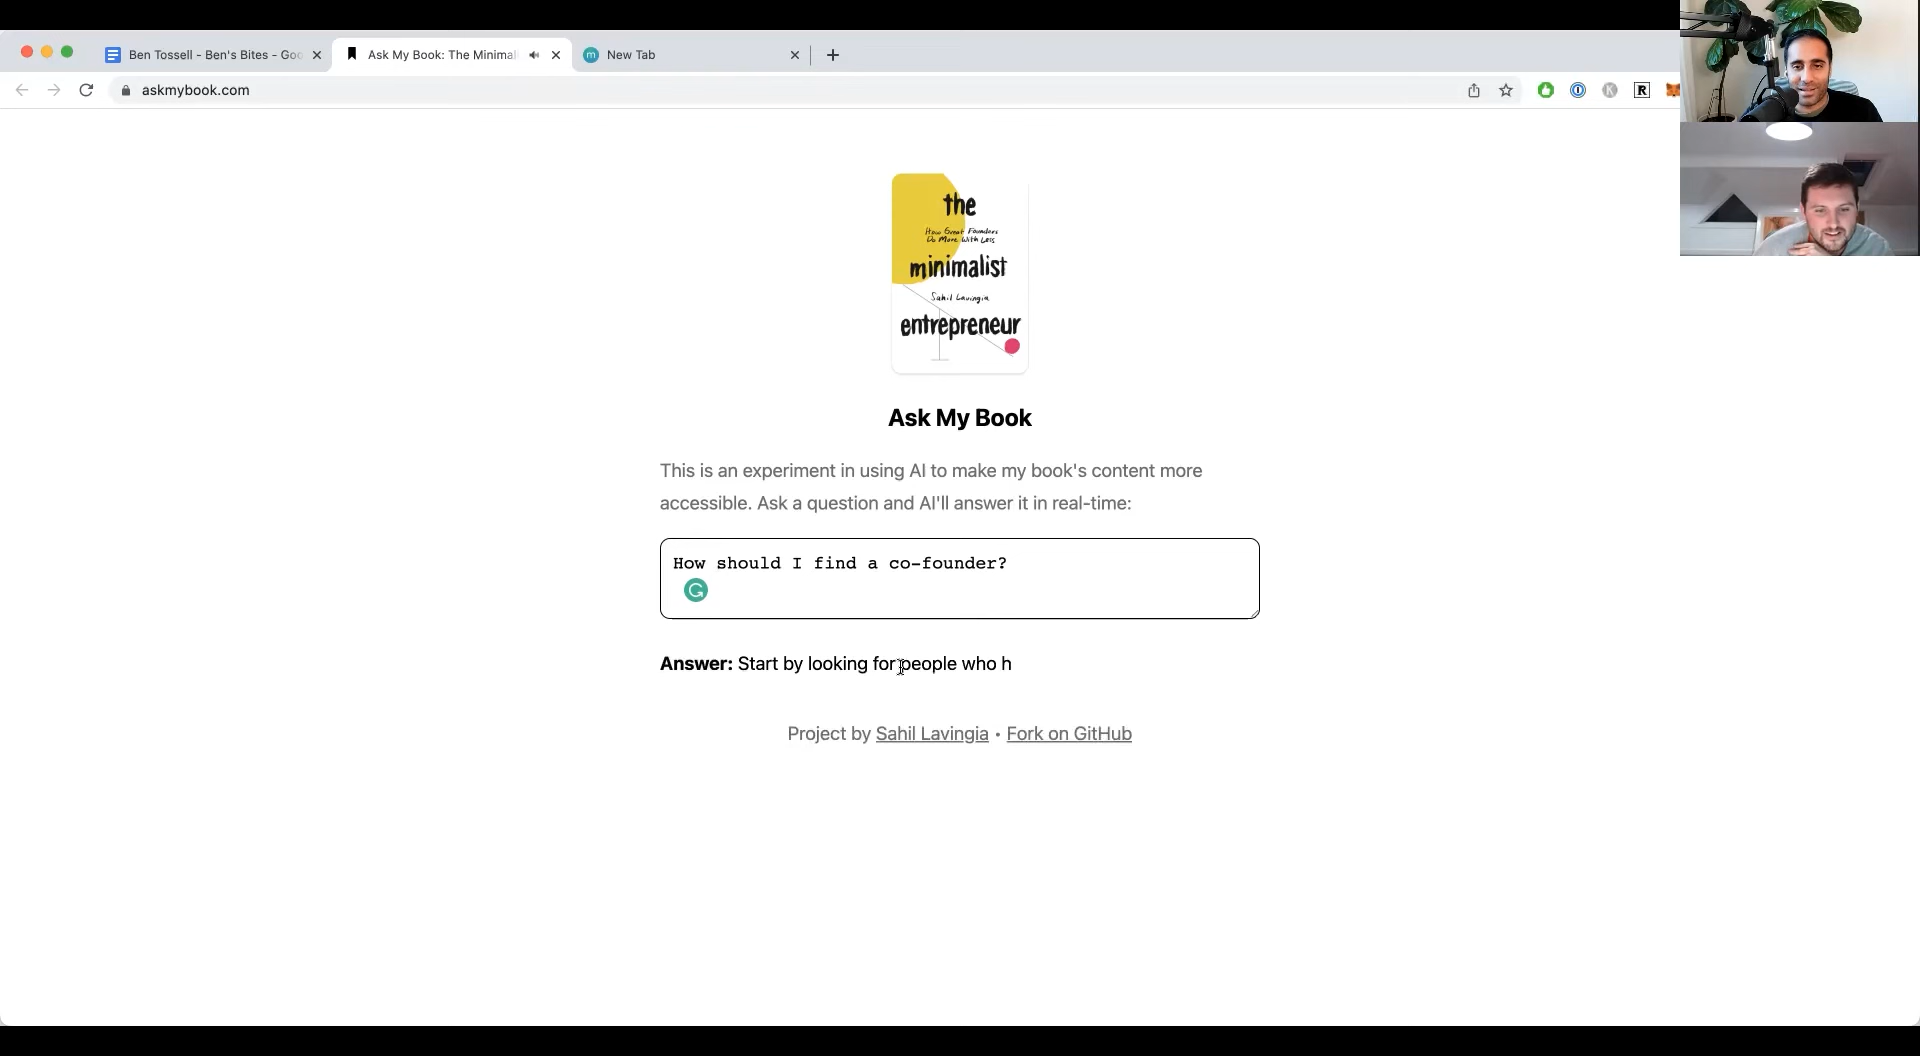 Ben Tossell - Ben's Bites - Goo
Ask My Book: The Minimal
New Tab
askmybook.com
the
How Great Founders
Do More With Less
minimalist
Sahil Lavingia
entrepreneur
Ask My Book
This is an experiment in using AI to make my book's content more
accessible. Ask a question and AI'll answer it in real-time:
How should I find a co-founder?
Answer: Start by looking for people who h
Project by Sahil Lavingia • Fork on GitHub